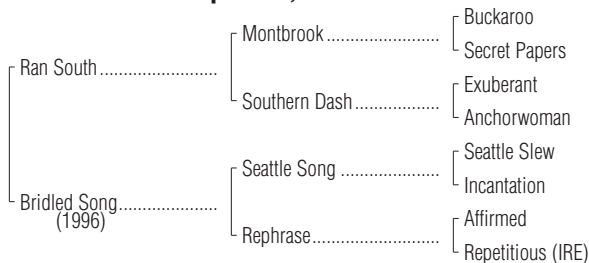 Buckaroo
Montbrook
Secret Papers
Ran South
Exuberant
Southern Dash
Anchorwoman
Seattle Slew
Seattle Song
Incantation
Bridled Song
(1996)
Affirmed
Rephrase
Repetitious (IRE)